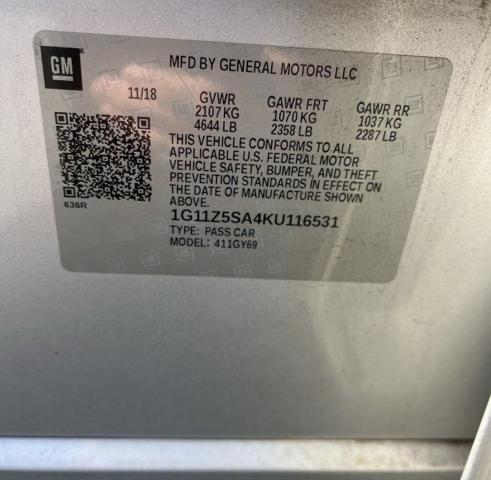 GM
MFD BY GENERAL MOTORS LLC
11/18 GVWR GAWR FRT GAWR RR
2107 KG 1070 KG 1037 KG
4644 LB 2358 LB 2287 LB
THIS VEHICLE CONFORMS TO ALL
APPLICABLE U.S. FEDERAL MOTOR
VEHICLE SAFETY, BUMPER, AND THEFT
PREVENTION STANDARDS IN EFFECT ON
THE DATE OF MANUFACTURE SHOWN
ABOVE.
636R
1G11Z5SA4KU116531
TYPE: PASS CAR
MODEL: 411GY69